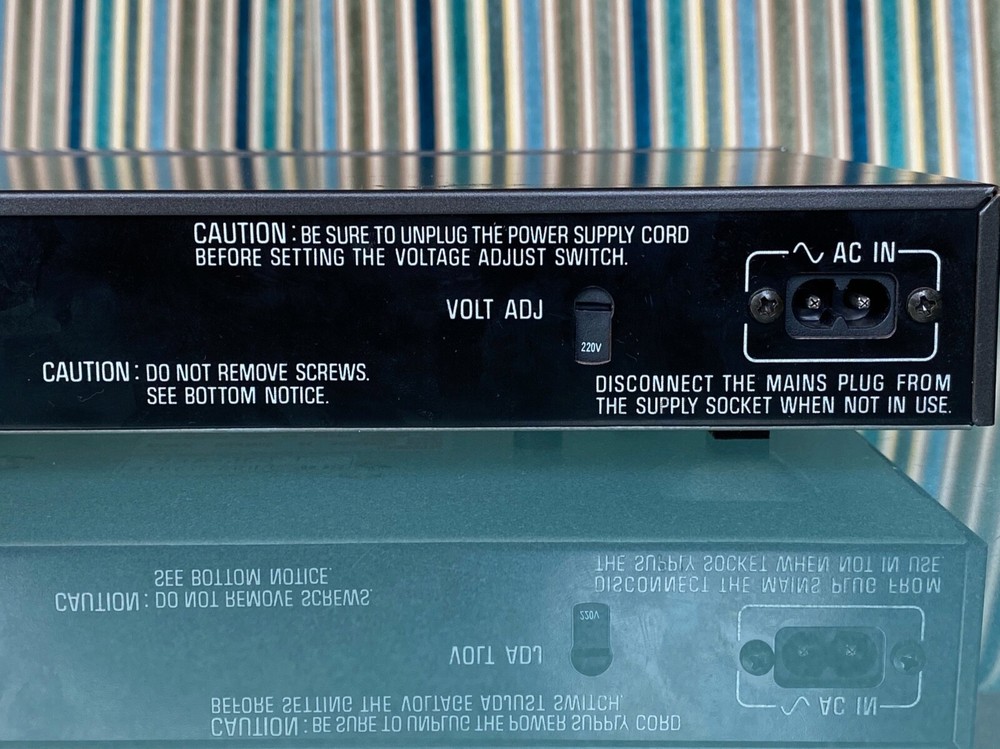 CAUTION : BE SURE TO UNPLUG THE POWER SUPPLY CORD
BEFORE SETTING THE VOLTAGE ADJUST SWITCH.
AC IN
VOLT ADJ
220V
CAUTION : DO NOT REMOVE SCREWS.
SEE BOTTOM NOTICE.
DISCONNECT THE MAINS PLUG FROM
THE SUPPLY SOCKET WHEN NOT IN USE.